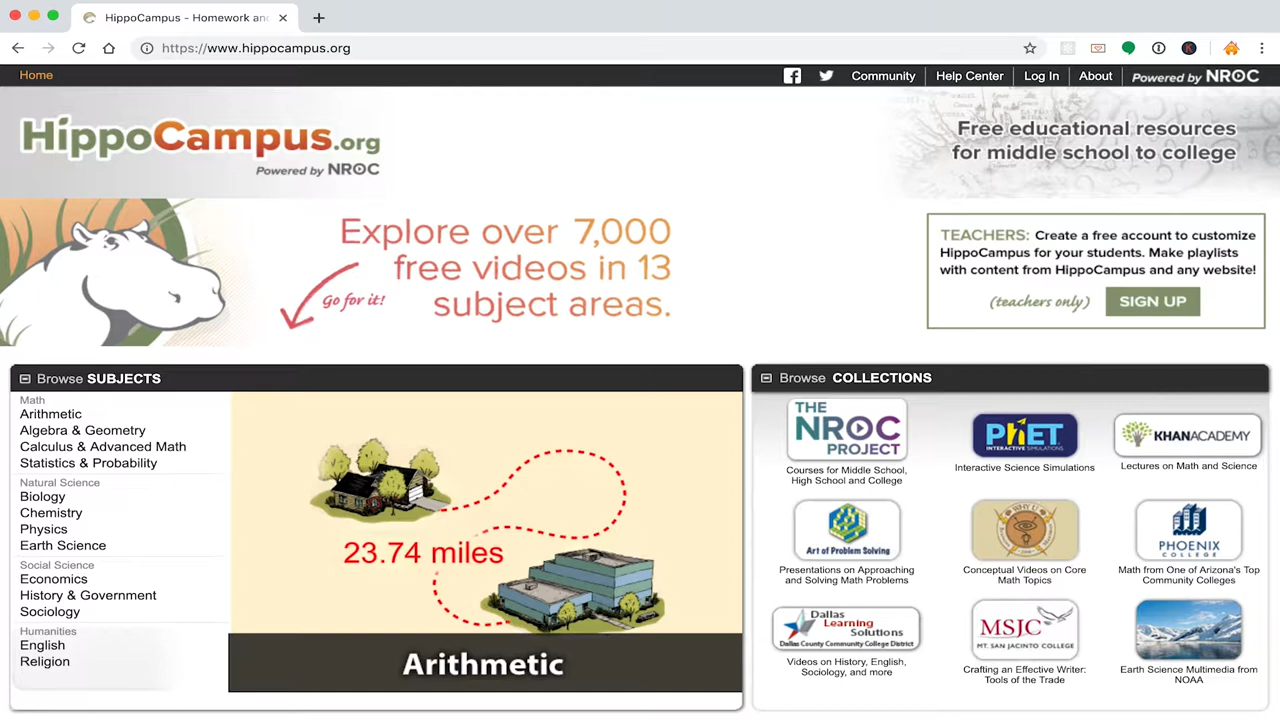 HippoCampus - Homework and
https://www.hippocampus.org
Home
Community
Help Center
Log In
About
Powered by NROC
HippoCampus.org
Powered by NROC
Free educational resources
for middle school to college
Explore over 7,000
free videos in 13
subject areas.
Go for it!
TEACHERS: Create a free account to customize
HippoCampus for your students. Make playlists
with content from HippoCampus and any website!
(teachers only)
SIGN UP
Browse SUBJECTS
Math
Arithmetic
Algebra & Geometry
Calculus & Advanced Math
Statistics & Probability
Natural Science
Biology
Chemistry
Physics
Earth Science
Social Science
Economics
History & Government
Sociology
Humanities
English
Religion
23.74 miles
Arithmetic
Browse COLLECTIONS
THE
NROC
PROJECT
Courses for Middle School,
High School and College
PhET
INTERACTIVE SIMULATIONS
Interactive Science Simulations
KHANACADEMY
Lectures on Math and Science
Art of Problem Solving
Presentations on Approaching
and Solving Math Problems
WHY U
Conceptual Videos on Core
Math Topics
PHOENIX
COLLEGE
Math from One of Arizona's Top
Community Colleges
Dallas
Learning
Solutions
Dallas County Community College District
Videos on History, English,
Sociology, and more
MSJC
MT. SAN JACINTO COLLEGE
Crafting an Effective Writer:
Tools of the Trade
Earth Science Multimedia from
NOAA